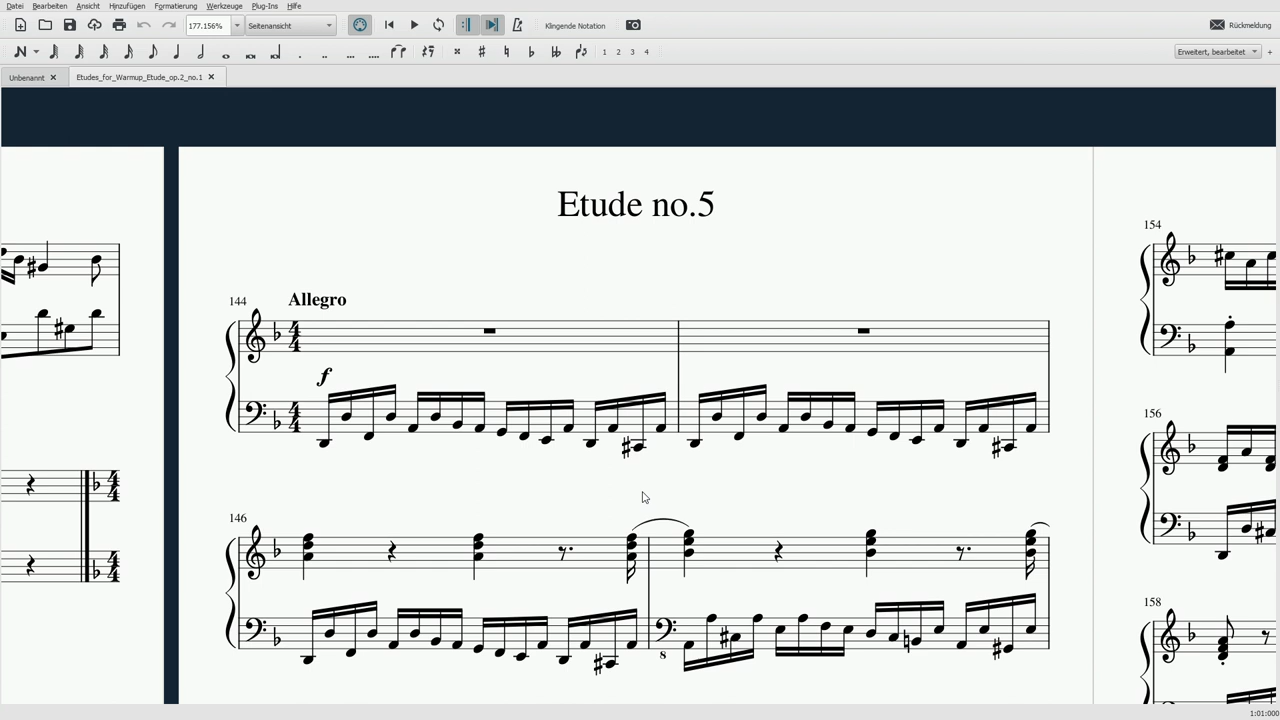 Datei Bearbeiten Ansicht Hinzufügen Formatierung Werkzeuge Plug-Ins Hilfe
177.156% Seitenansicht Klingende Notation Rückmeldung
1 2 3 4 Erweitert, bearbeitet +
Unbenannt Etudes_for_Warmup_Etude_op.2_no.1
Etude no.5
154
144 Allegro
f
156
146
158
8
1:01:000